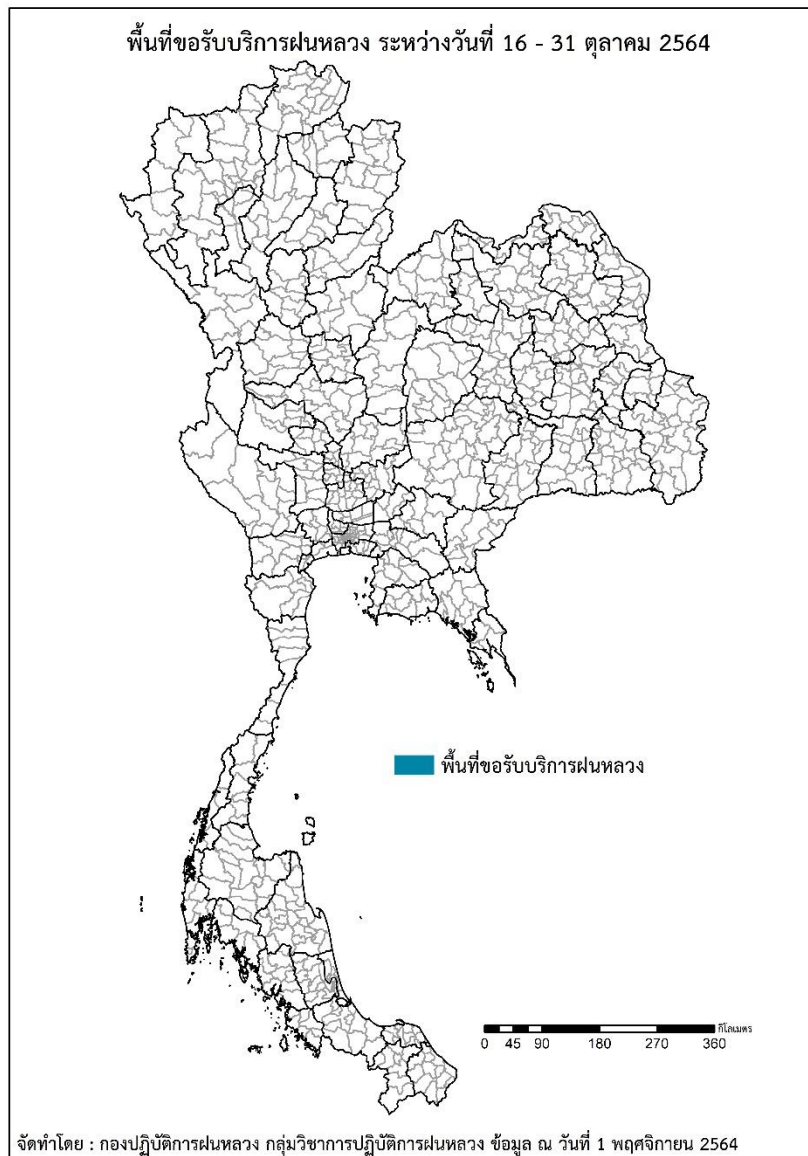 พื้นที่ขอรับบริการฝนหลวง ระหว่างวันที่ 16 - 31 ตุลาคม 2564
พื้นที่ขอรับบริการฝนหลวง
กิโลเมตร
0 45 90 180 270 360
จัดทำโดย : กองปฏิบัติการฝนหลวง กลุ่มวิชาการปฏิบัติการฝนหลวง ข้อมูล ณ วันที่ 1 พฤศจิกายน 2564